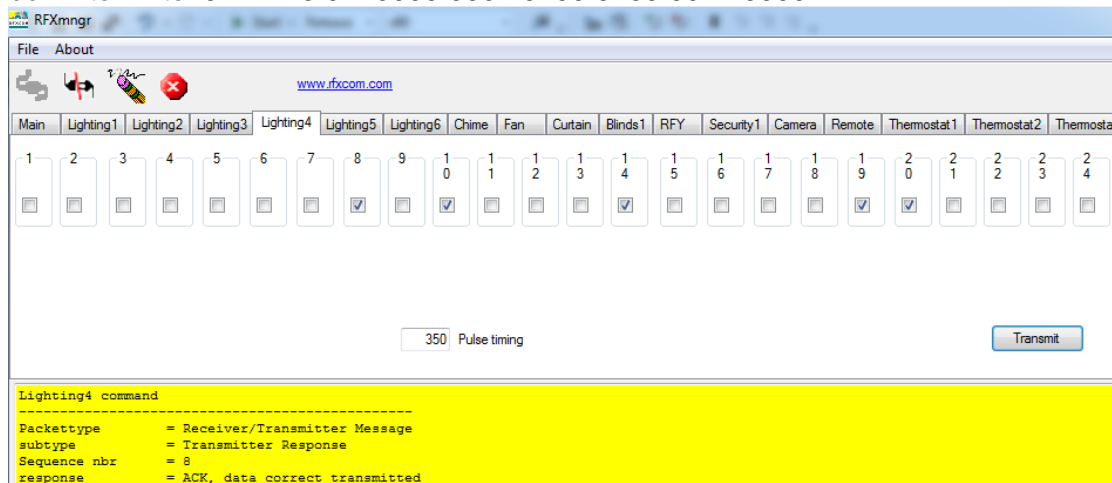 RFXmngr
File About
www.rfxcom.com
Main Lighting1 Lighting2 Lighting3 Lighting4 Lighting5 Lighting6 Chime Fan Curtain Blinds1 RFY Security1 Camera Remote Thermostat1 Thermostat2 Thermosta
1 2 3 4 5 6 7 8 9 10 11 12 13 14 15 16 17 18 19 20 21 22 23 24
350 Pulse timing Transmit
Lighting4 command
------------------------------------------------
Packettype = Receiver/Transmitter Message
subtype = Transmitter Response
Sequence nbr = 8
response = ACK, data correct transmitted